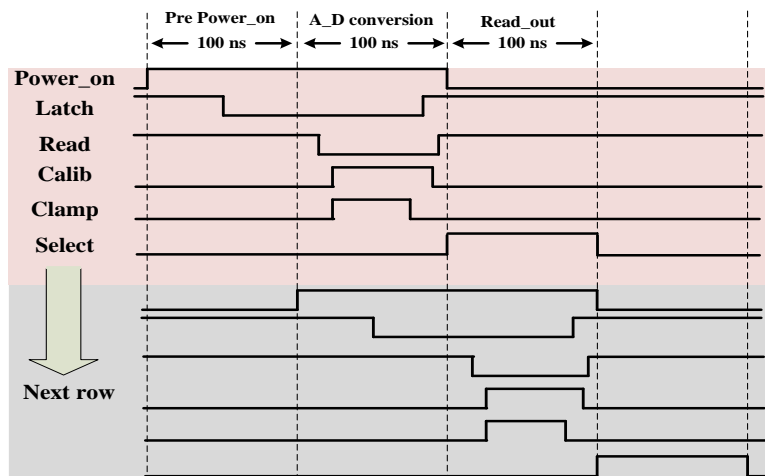 Pre Power_on
A_D conversion
Read_out
100 ns
100 ns
100 ns
Power_on
Latch
Read
Calib
Clamp
Select
Next row